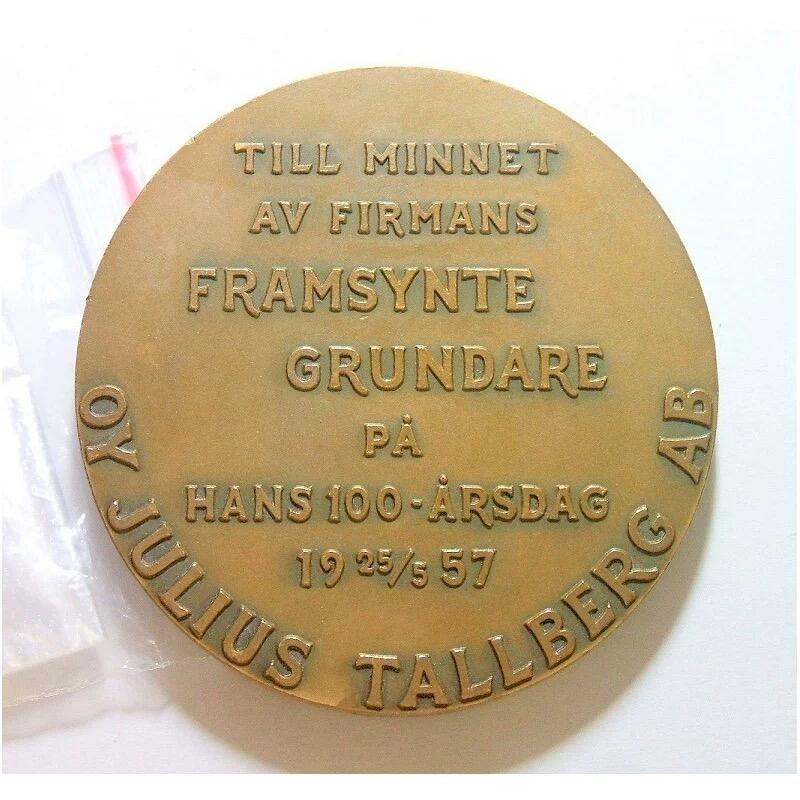 TILL MINNET
AV FIRMANS
FRAMSYNTE
GRUNDARE
PÅ
HANS 100-ÅRSDAG
19 25/5 57
OY JULIUS TALLBERG AB